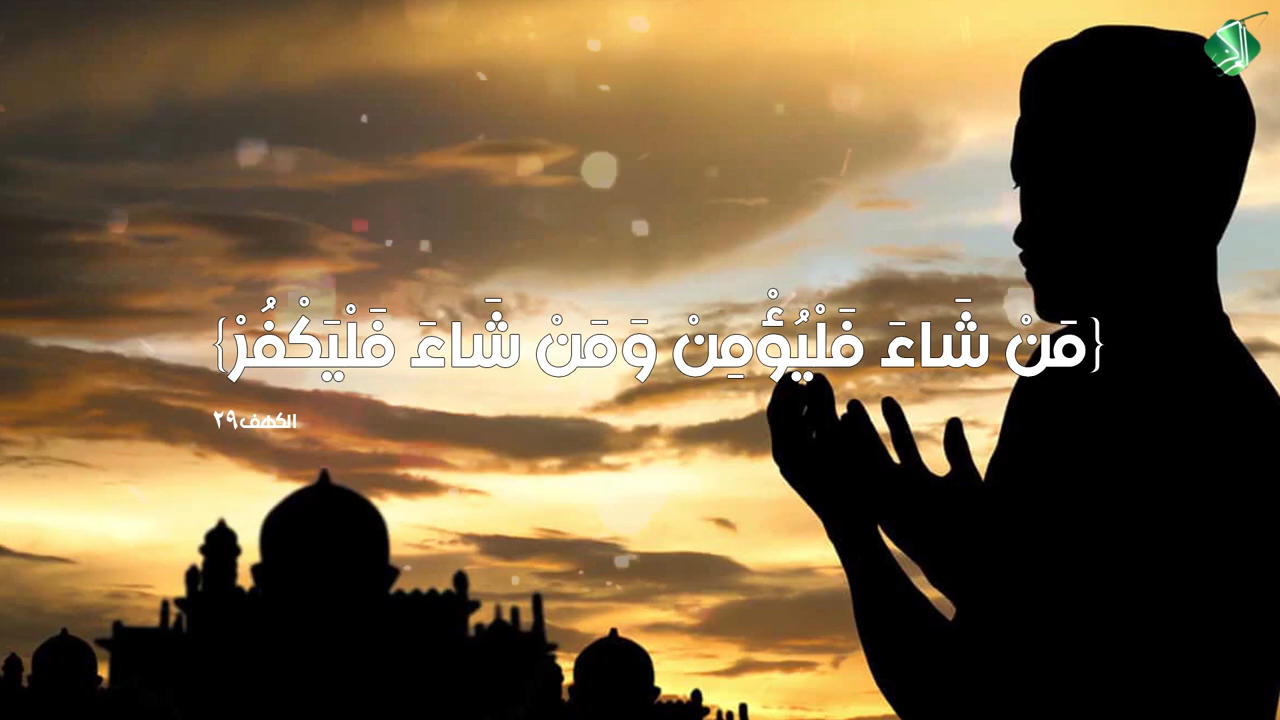 {مَنْ شَاءَ فَلْيُؤْمِنْ وَمَنْ شَاءَ فَلْيَكْفُرْ}
الكهف٢٩